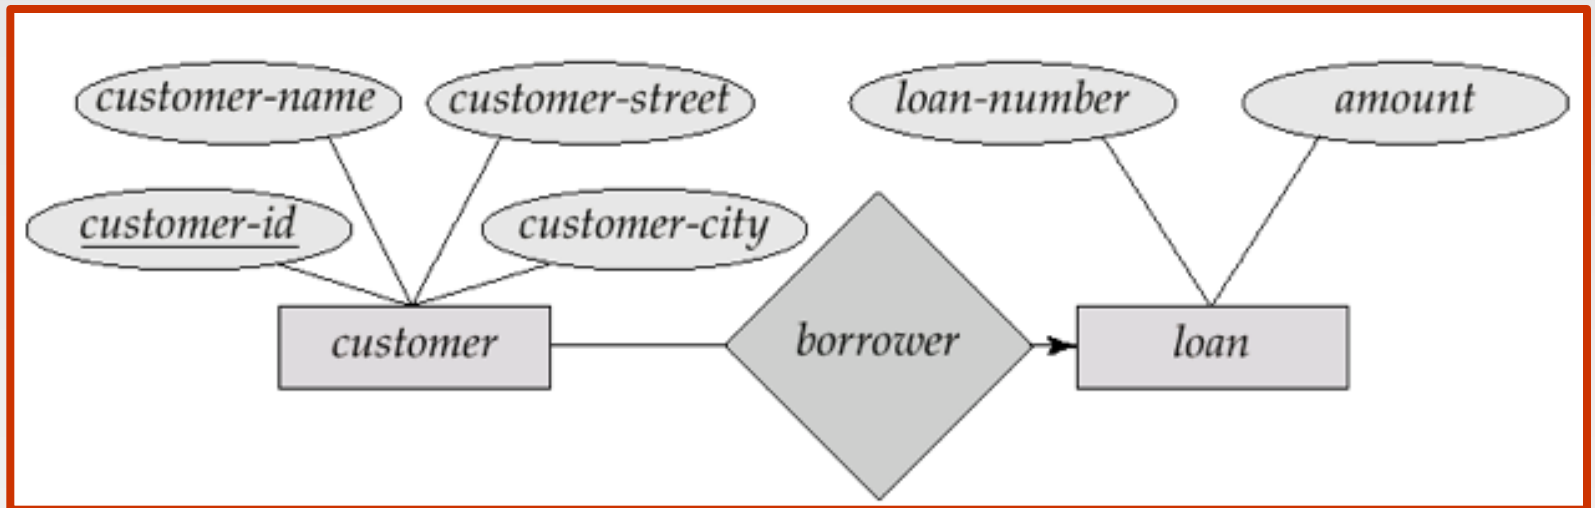 customer-name
customer-street
loan-number
amount
customer-id
customer-city
customer
borrower
loan